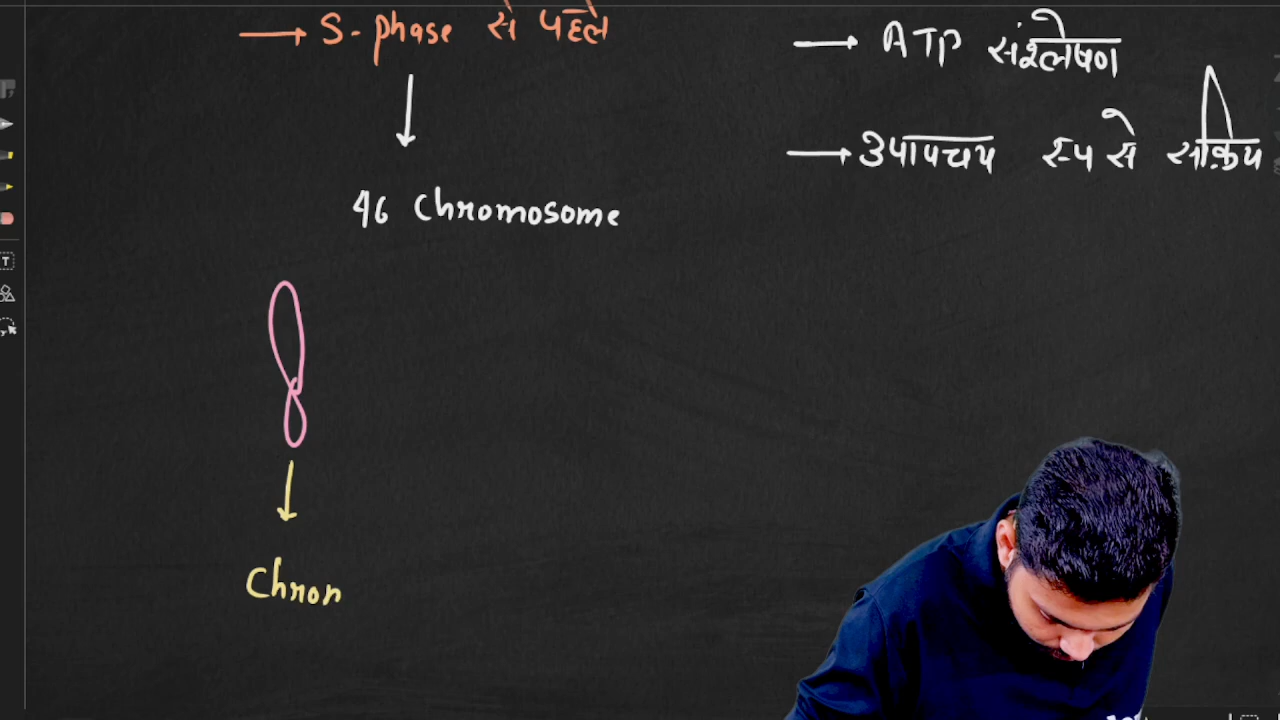 → S-phase से पहले
46 Chromosome
Chron
→ ATP संश्लेषण
→ उपापचय रूप से सक्रिय